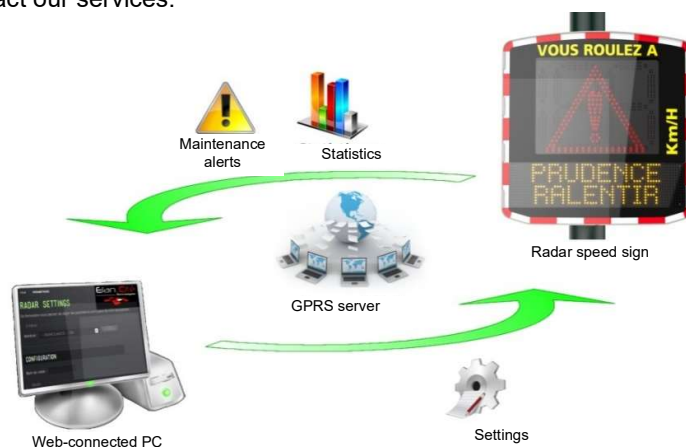 act our services.
VOUS ROULEZ A
Km/H
PRUDENCE
RALENTIR
Maintenance
alerts
Statistics
Radar speed sign
GPRS server
RADAR SETTINGS
CONFIGURATION
Settings
Web-connected PC